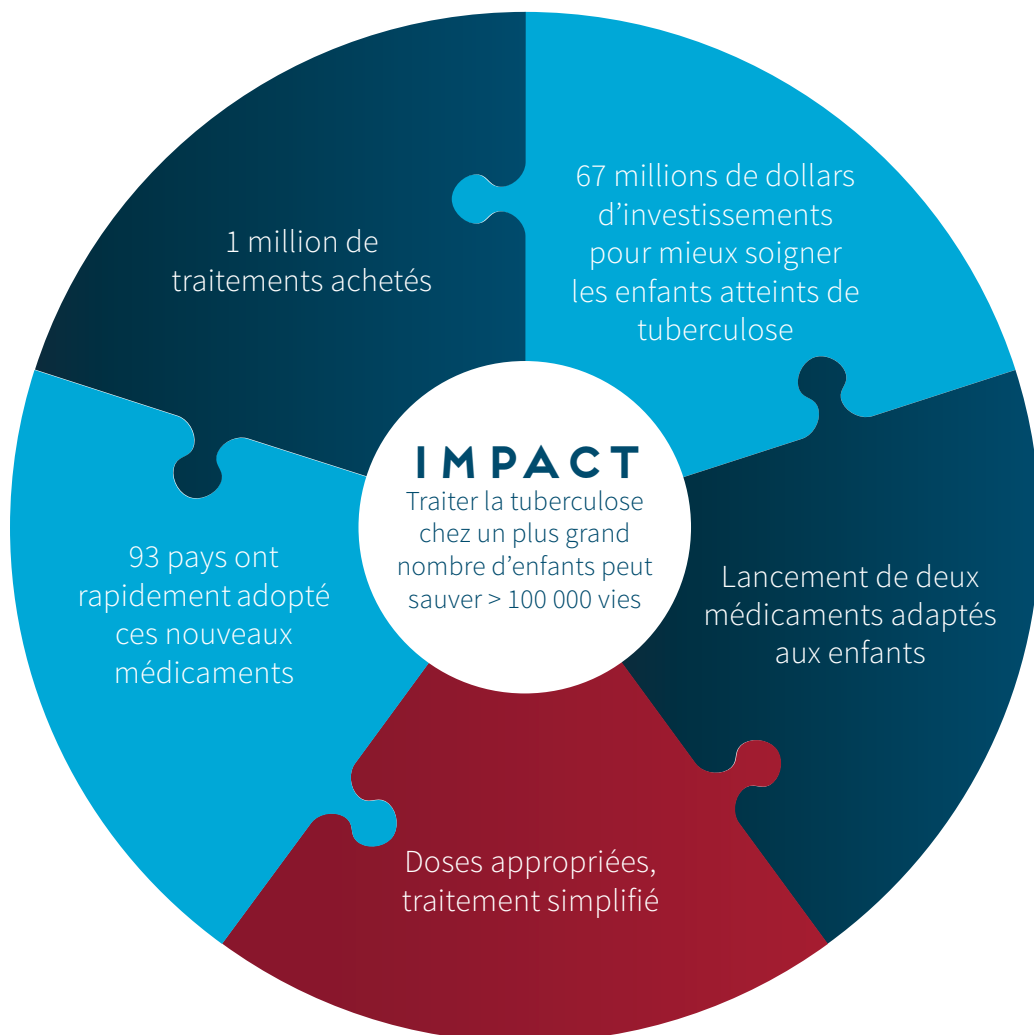 67 millions de dollars
d’investissements
pour mieux soigner
les enfants atteints de
tuberculose
1 million de
traitements achetés
IMPACT
Traiter la tuberculose
chez un plus grand
nombre d’enfants peut
sauver > 100 000 vies
93 pays ont
rapidement adopté
ces nouveaux
médicaments
Lancement de deux
médicaments adaptés
aux enfants
Doses appropriées,
traitement simplifié